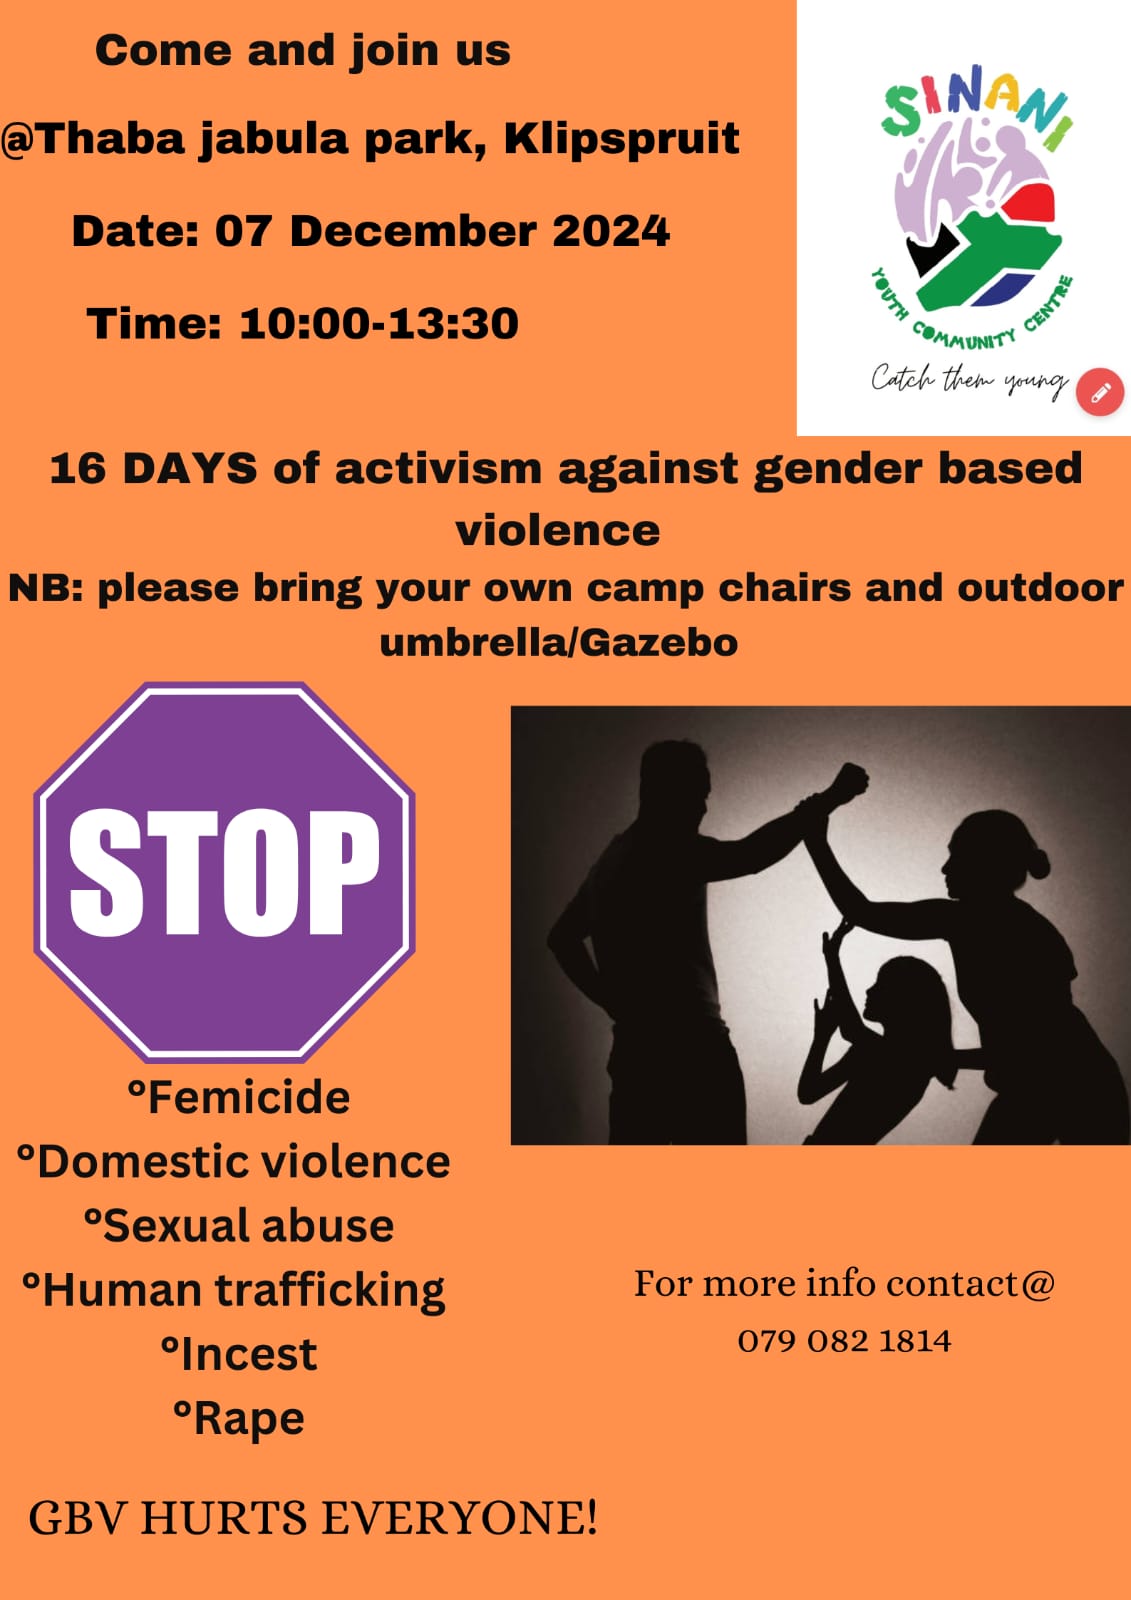 Come and join us
@Thaba jabula park, Klipspruit
Date: 07 December 2024
Time: 10:00-13:30
SINANI
YOUTH COMMUNITY CENTRE
Catch them young
16 DAYS of activism against gender based
violence
NB: please bring your own camp chairs and outdoor
umbrella/Gazebo
STOP
°Femicide
°Domestic violence
°Sexual abuse
°Human trafficking
°Incest
°Rape
For more info contact@
079 082 1814
GBV HURTS EVERYONE!